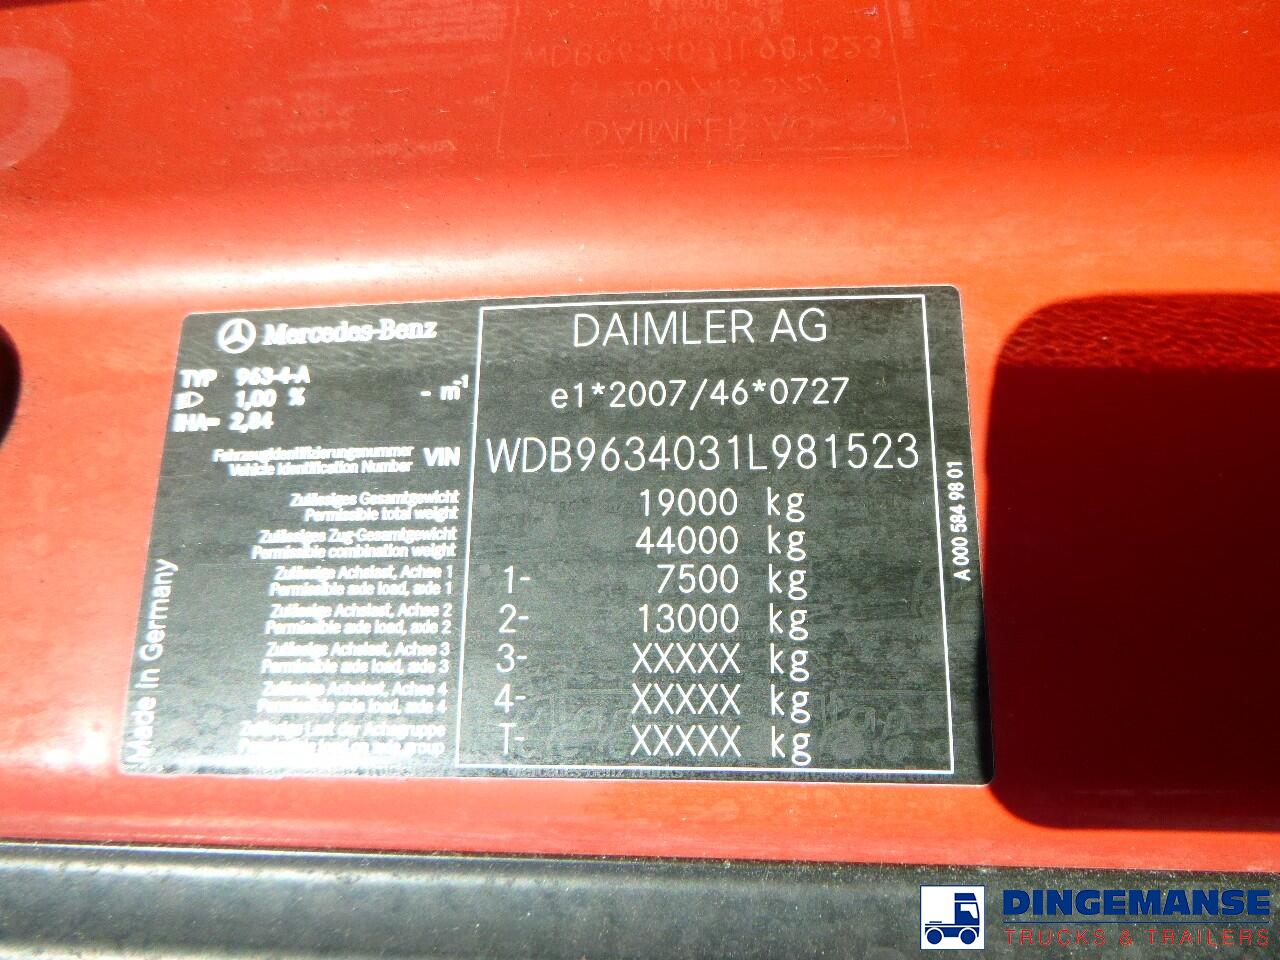 Mercedes-Benz
TYP 963-4-A
1,00 % - m-1
IHA= 2,84
Fahrzeugidentifizierungsnummer
Vehicle Identification Number VIN
Zulässiges Gesamtgewicht
Permissible total weight
Zulässiges Zug-Gesamtgewicht
Permissible combination weight
Zulässige Achslast, Achse 1
Permissible axle load, axle 1
Zulässige Achslast, Achse 2
Permissible axle load, axle 2
Zulässige Achslast, Achse 3
Permissible axle load, axle 3
Zulässige Achslast, Achse 4
Permissible axle load, axle 4
Zulässige Last der Achsgruppe
Permissible load on axle group
Made in Germany
DAIMLER AG
e1*2007/46*0727
WDB9634031L981523
19000 kg
44000 kg
1- 7500 kg
2- 13000 kg
3- XXXXX kg
4- XXXXX kg
T- XXXXX kg
A 000 584 98 01
DINGEMANSE
TRUCKS & TRAILERS